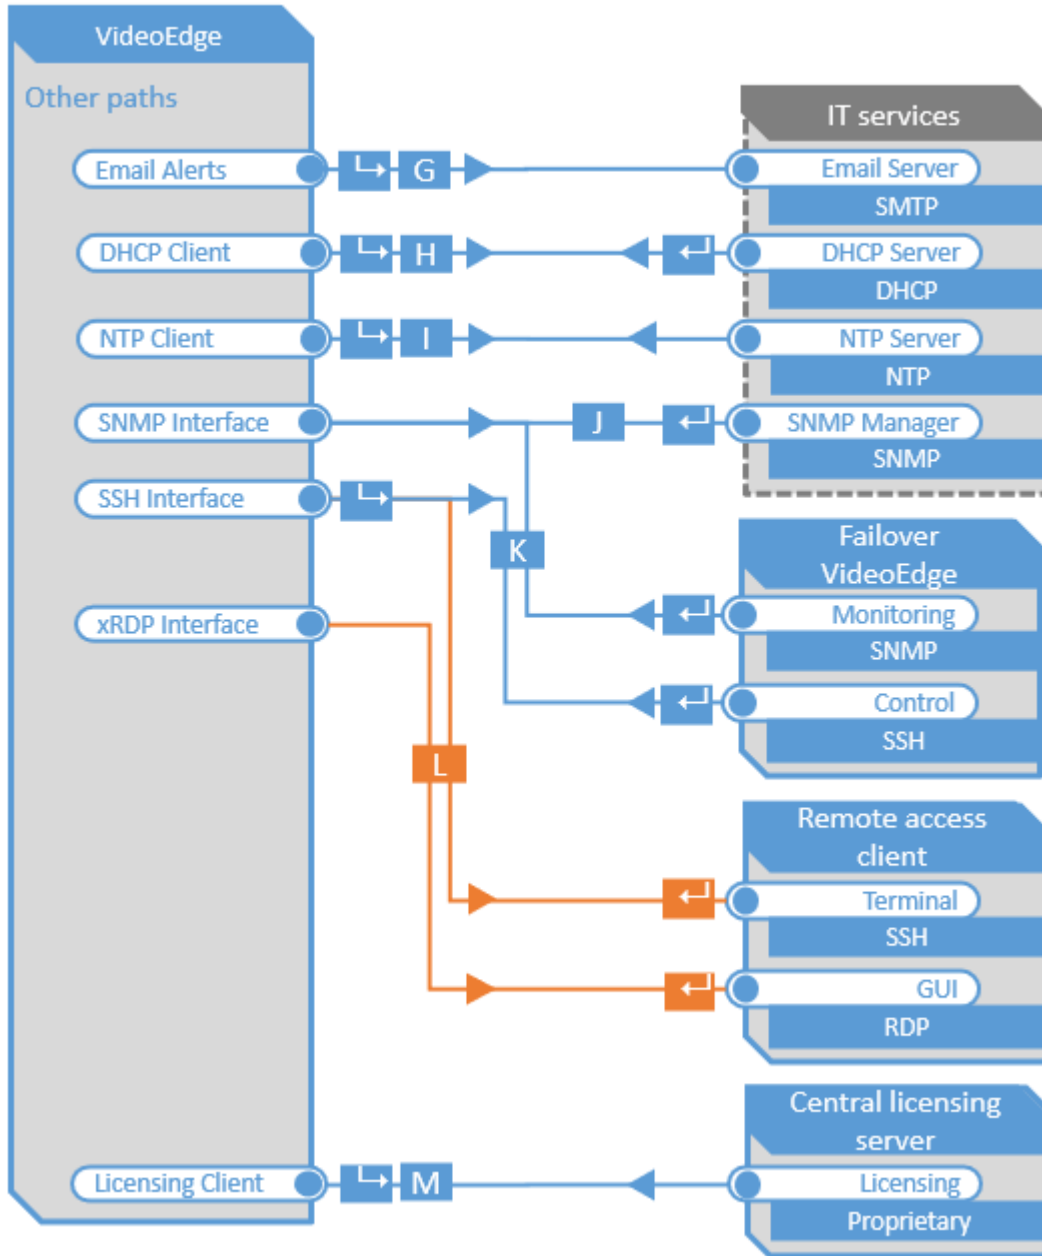 VideoEdge
Other paths
IT services
Email Alerts
G
Email Server
SMTP
DHCP Client
H
DHCP Server
DHCP
NTP Client
I
NTP Server
NTP
SNMP Interface
J
SNMP Manager
SNMP
SSH Interface
K
Failover
VideoEdge
xRDP Interface
Monitoring
SNMP
Control
SSH
L
Remote access
client
Terminal
SSH
GUI
RDP
Central licensing
server
Licensing Client
M
Licensing
Proprietary